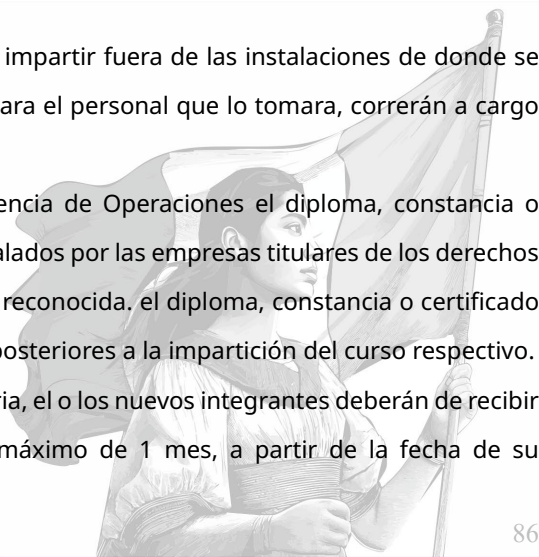 impartir fuera de las instalaciones de donde se
ara el personal que lo tomara, correrán a cargo
encia de Operaciones el diploma, constancia o
alados por las empresas titulares de los derechos
reconocida. el diploma, constancia o certificado
posteriores a la impartición del curso respectivo.
ria, el o los nuevos integrantes deberán de recibir
máximo de 1 mes, a partir de la fecha de su
86